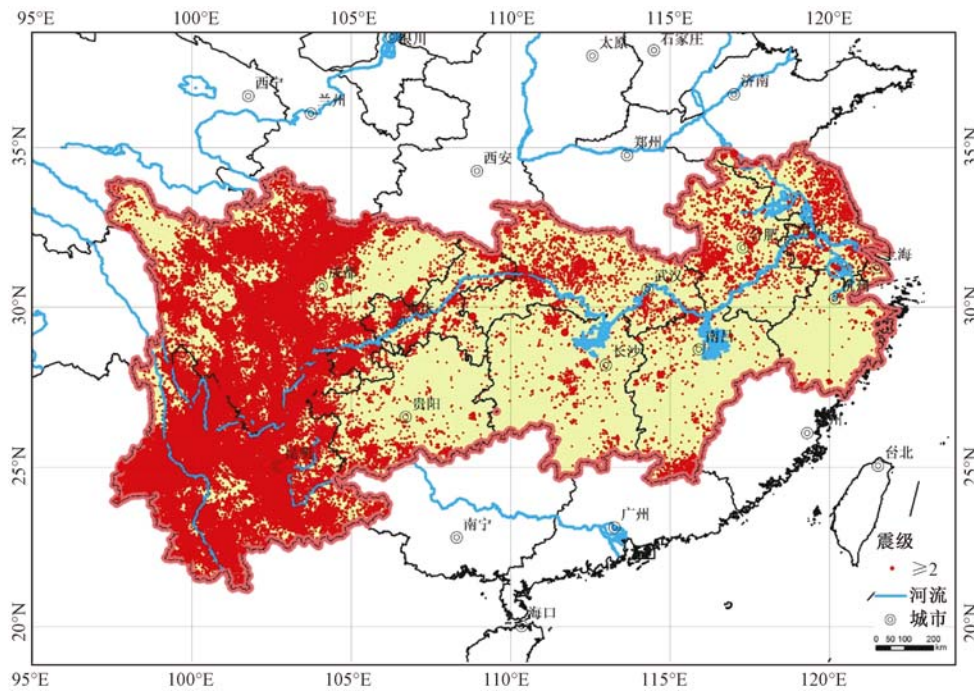 95°E 100°E 105°E 110°E 115°E 120°E
银川
太原
石家庄
西宁
济南
兰州
35°N
35°N
郑州
西安
合肥
上海
成都
武汉
杭州
30°N
30°N
南昌
长沙
贵阳
昆明
25°N
25°N
台北
广州
南宁
震级
≥2
河流
海口
城市
20°N
20°N
0 50 100 200
km
95°E 100°E 105°E 110°E 115°E 120°E